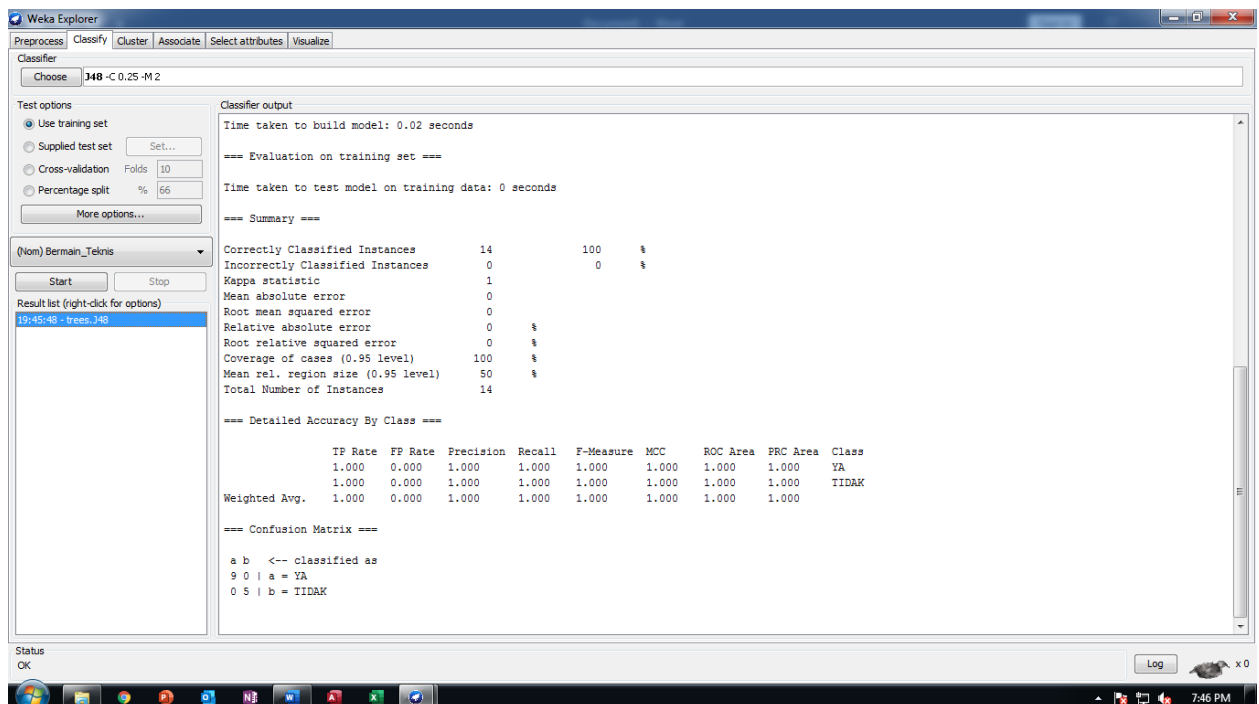 Weka Explorer
Preprocess Classify Cluster Associate Select attributes Visualize
Classifier
Choose J48 -C 0.25 -M 2
Test options
Use training set
Supplied test set Set...
Cross-validation Folds 10
Percentage split % 66
More options...
(Nom) Bermain_Teknis
Start Stop
Result list (right-click for options)
19:45:48 - trees.J48
Classifier output
Time taken to build model: 0.02 seconds
=== Evaluation on training set ===
Time taken to test model on training data: 0 seconds
=== Summary ===
Correctly Classified Instances 14 100 %
Incorrectly Classified Instances 0 0 %
Kappa statistic 1
Mean absolute error 0
Root mean squared error 0
Relative absolute error 0 %
Root relative squared error 0 %
Coverage of cases (0.95 level) 100 %
Mean rel. region size (0.95 level) 50 %
Total Number of Instances 14
=== Detailed Accuracy By Class ===
TP Rate FP Rate Precision Recall F-Measure MCC ROC Area PRC Area Class
1.000 0.000 1.000 1.000 1.000 1.000 1.000 1.000 YA
1.000 0.000 1.000 1.000 1.000 1.000 1.000 1.000 TIDAK
Weighted Avg. 1.000 0.000 1.000 1.000 1.000 1.000 1.000 1.000
=== Confusion Matrix ===
a b <-- classified as
9 0 | a = YA
0 5 | b = TIDAK
Status
OK
Log x 0
7:46 PM